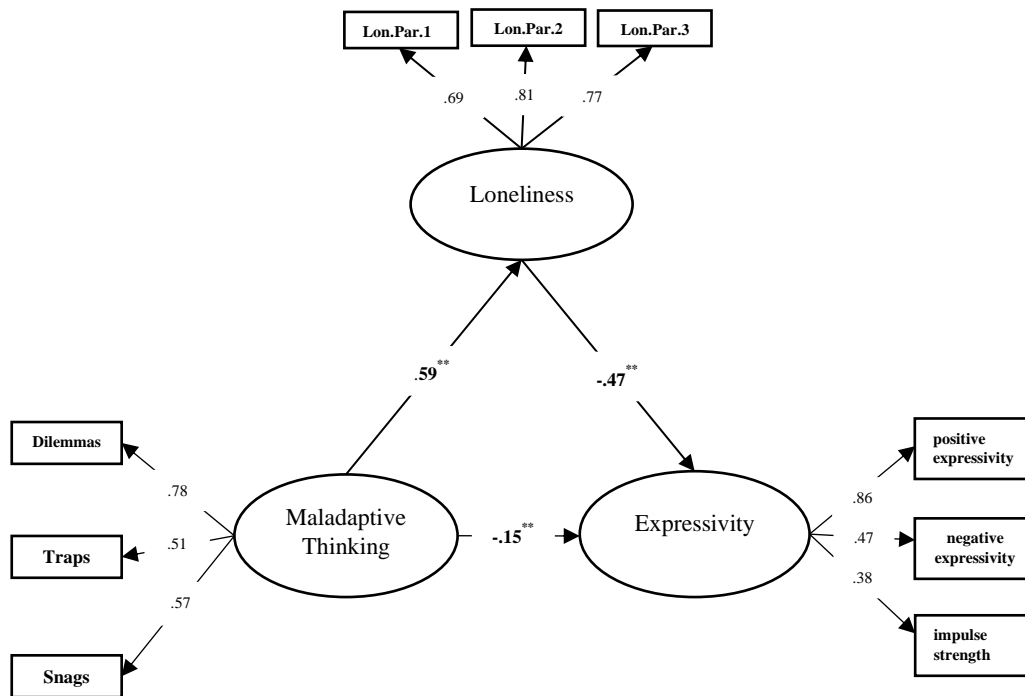 Lon.Par.1
Lon.Par.2
Lon.Par.3
.69
.81
.77
Loneliness
.59**
-.47**
Dilemmas
Traps
Snags
.78
.51
.57
Maladaptive
Thinking
-.15**
Expressivity
.86
.47
.38
positive
expressivity
negative
expressivity
impulse
strength